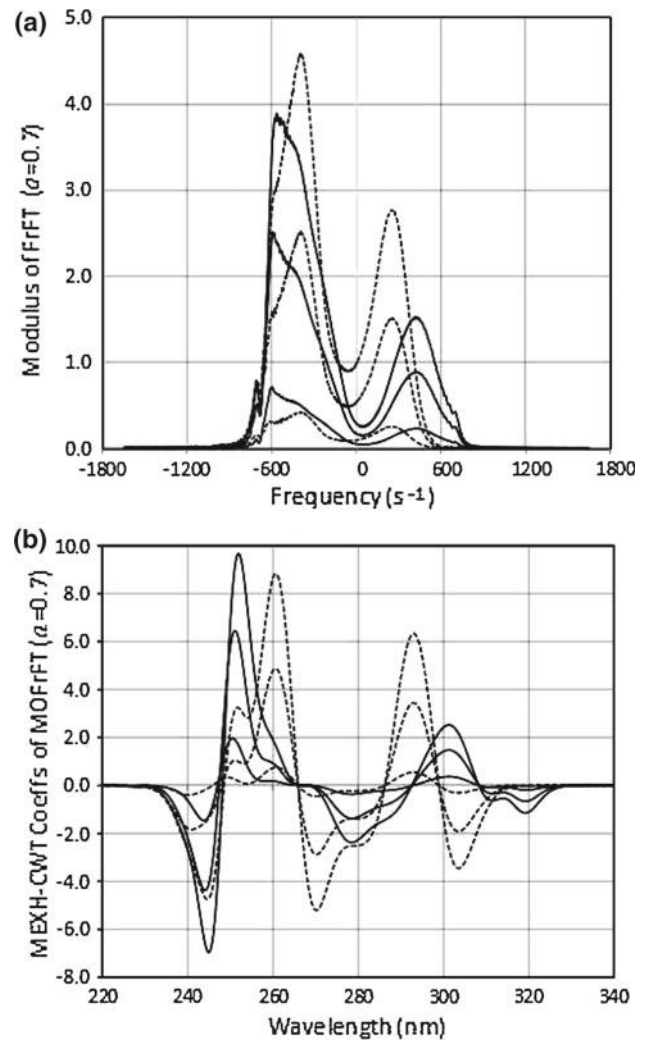 (a)
5.0
4.0
3.0
2.0
1.0
0.0
Modulus of FrFT (a=0.7)
-1800 -1200 -600 0 600 1200 1800
Frequency (s-1)
(b)
10.0
8.0
6.0
4.0
2.0
0.0
-2.0
-4.0
-6.0
-8.0
MEXH-CWT Coeffs of MOFrFT (a=0.7)
220 240 260 280 300 320 340
Wavelength (nm)